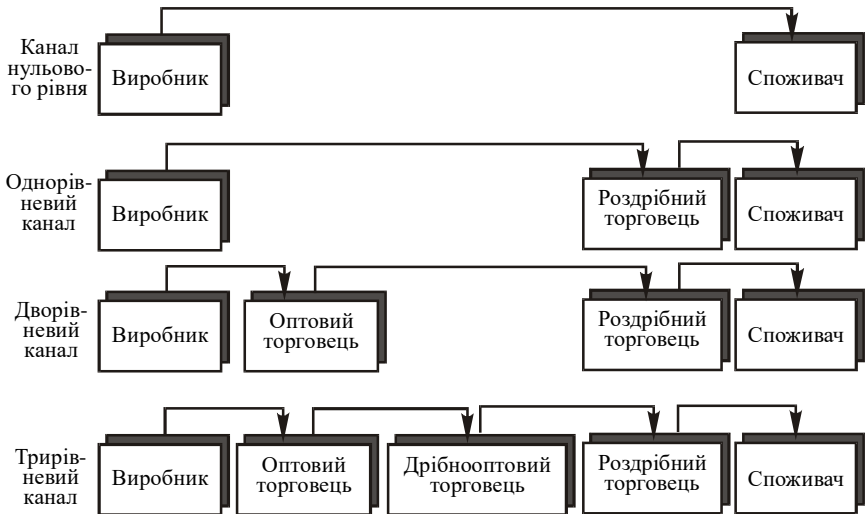 Канал
нульово-
го рівня
Виробник
Споживач
Однорів-
невий
канал
Виробник
Роздрібний
торговець
Споживач
Дворів-
невий
канал
Виробник
Оптовий
торговець
Роздрібний
торговець
Споживач
Трирів-
невий
канал
Виробник
Оптовий
торговець
Дрібнооптовий
торговець
Роздрібний
торговець
Споживач